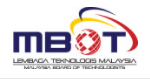 MBOT
LEMBAGA TEKNOLOGIS MALAYSIA
MALAYSIA BOARD OF TECHNOLOGISTS